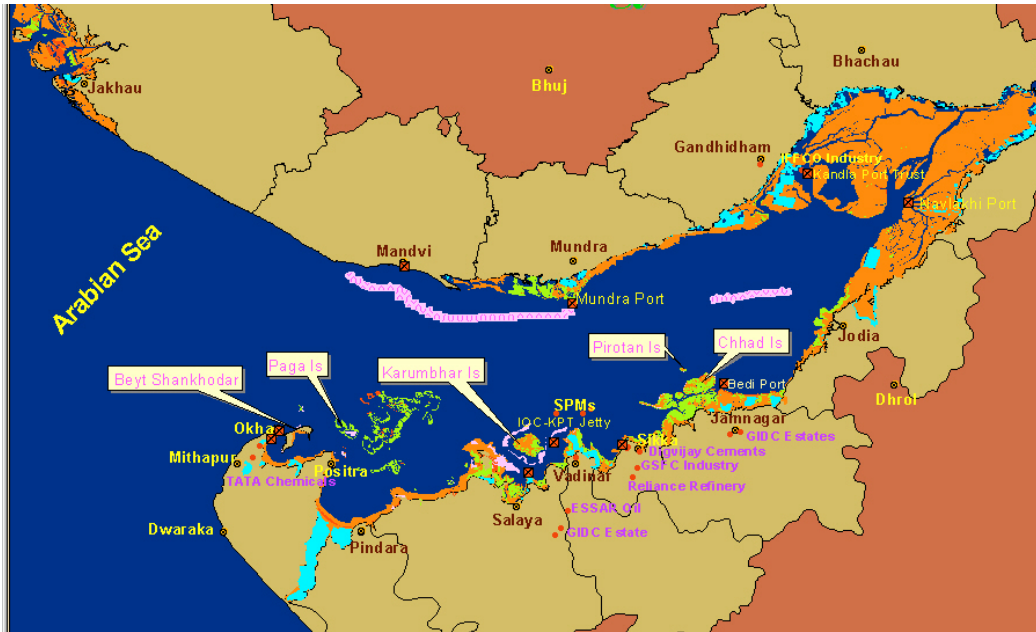 Bachau
Jakhau
Bhuj
Gandhidham
IFFCO Industry
Kandla Port Trust
Navlakhi Port
Arabian Sea
Mandvi
Mundra
Mundra Port
Jodia
Pirotan Is
Chhad Is
Paga Is
Karumbhar Is
Beyt Shankhodar
Bedi Port
Dhrol
SPMs
IOC-KPT Jetty
Okha
Sikka
Jamnagar
GIDC Estates
Digvijay Cements
Mithapur
Positra
Vadinar
GSFC Industry
TATA Chemicals
Reliance Refinery
Salaya
ESSAR Oil
Dwaraka
Pindara
GIDC Estate